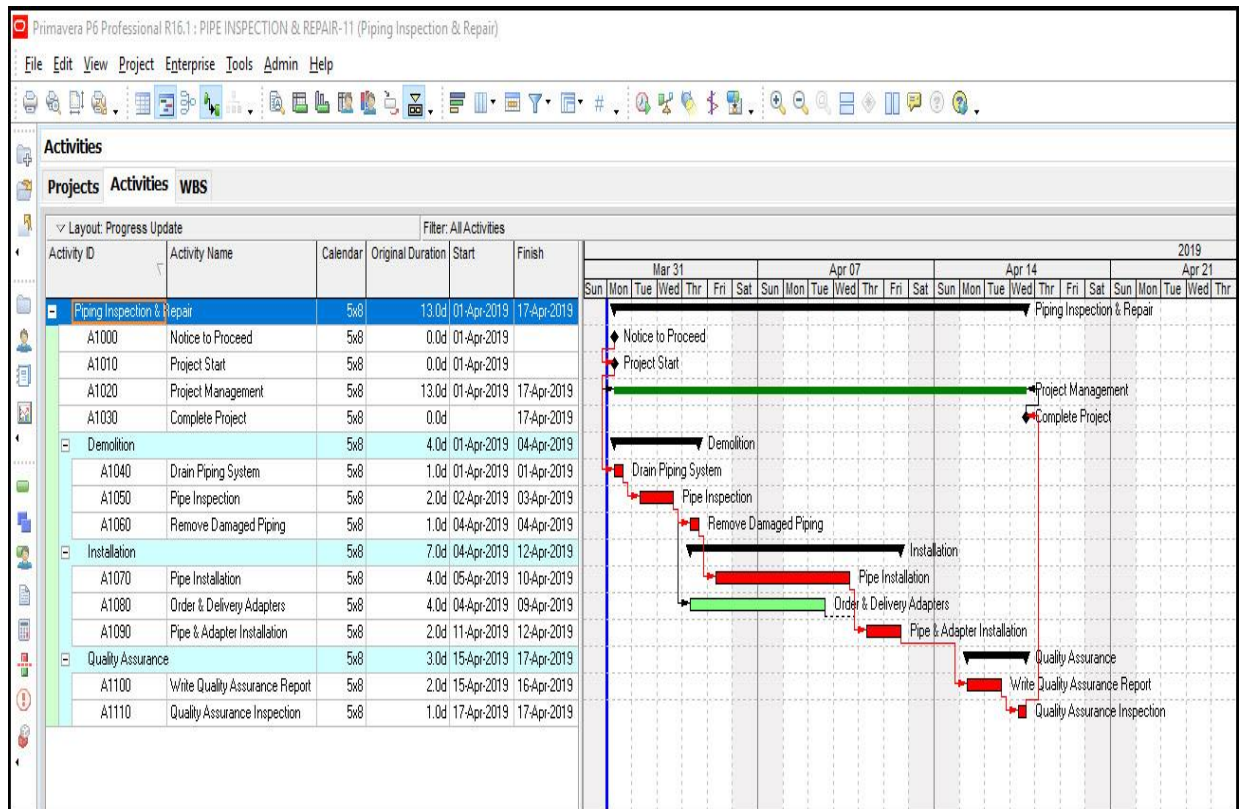 Primavera P6 Professional R16.1 : PIPE INSPECTION & REPAIR-11 (Piping Inspection & Repair)
File Edit View Project Enterprise Tools Admin Help
Activities
Projects Activities WBS
Layout: Progress Update Filter: All Activities
Activity ID Activity Name Calendar Original Duration Start Finish 2019
Mar 31 Apr 07 Apr 14 Apr 21
Sun Mon Tue Wed Thr Fri Sat Sun Mon Tue Wed Thr Fri Sat Sun Mon Tue Wed Thr Fri Sat Sun Mon Tue Wed Thr
Piping Inspection & Repair 5x8 13.0d 01-Apr-2019 17-Apr-2019 Piping Inspection & Repair
A1000 Notice to Proceed 5x8 0.0d 01-Apr-2019 Notice to Proceed
A1010 Project Start 5x8 0.0d 01-Apr-2019 Project Start
A1020 Project Management 5x8 13.0d 01-Apr-2019 17-Apr-2019 Project Management
A1030 Complete Project 5x8 0.0d 17-Apr-2019 Complete Project
Demolition 5x8 4.0d 01-Apr-2019 04-Apr-2019 Demolition
A1040 Drain Piping System 5x8 1.0d 01-Apr-2019 01-Apr-2019 Drain Piping System
A1050 Pipe Inspection 5x8 2.0d 02-Apr-2019 03-Apr-2019 Pipe Inspection
A1060 Remove Damaged Piping 5x8 1.0d 04-Apr-2019 04-Apr-2019 Remove Damaged Piping
Installation 5x8 7.0d 04-Apr-2019 12-Apr-2019 Installation
A1070 Pipe Installation 5x8 4.0d 05-Apr-2019 10-Apr-2019 Pipe Installation
A1080 Order & Delivery Adapters 5x8 4.0d 04-Apr-2019 09-Apr-2019 Order & Delivery Adapters
A1090 Pipe & Adapter Installation 5x8 2.0d 11-Apr-2019 12-Apr-2019 Pipe & Adapter Installation
Quality Assurance 5x8 3.0d 15-Apr-2019 17-Apr-2019 Quality Assurance
A1100 Write Quality Assurance Report 5x8 2.0d 15-Apr-2019 16-Apr-2019 Write Quality Assurance Report
A1110 Quality Assurance Inspection 5x8 1.0d 17-Apr-2019 17-Apr-2019 Quality Assurance Inspection